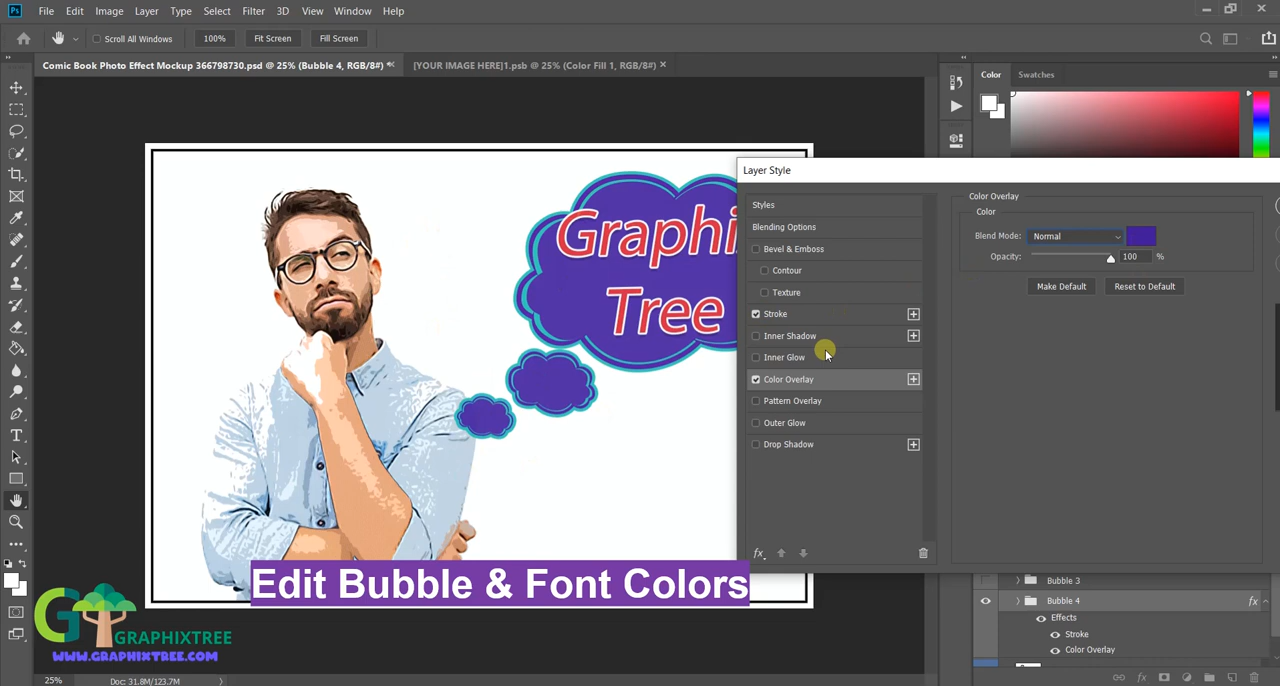 Ps File Edit Image Layer Type Select Filter 3D View Window Help
Scroll All Windows 100% Fit Screen Fill Screen
Comic Book Photo Effect Mockup 366798730.psd @ 25% (Bubble 4, RGB/8#) × [YOUR IMAGE HERE]1.psb @ 25% (Color Fill 1, RGB/8#) ×
Color Swatches
Layer Style
Styles
Blending Options
Bevel & Emboss
Contour
Texture
Stroke
Inner Shadow
Inner Glow
Color Overlay
Pattern Overlay
Outer Glow
Drop Shadow
fx
Color Overlay
Color
Blend Mode: Normal
Opacity: 100 %
Make Default Reset to Default
Graphi
Tree
Edit Bubble & Font Colors
G GRAPHIXTREE
WWW.GRAPHIXTREE.COM
Bubble 3
Bubble 4 fx
Effects
Stroke
Color Overlay
fx
25% Doc: 31.8M/123.7M